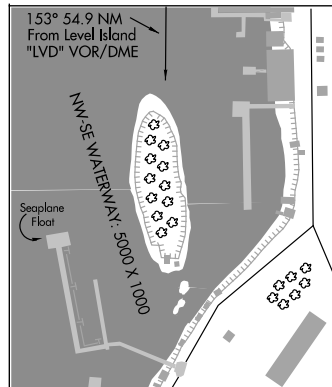 153° 54.9 NM
From Level Island
"LVD" VOR/DME
NW-SE WATERWAY: 5000 X 1000
Seaplane
Float